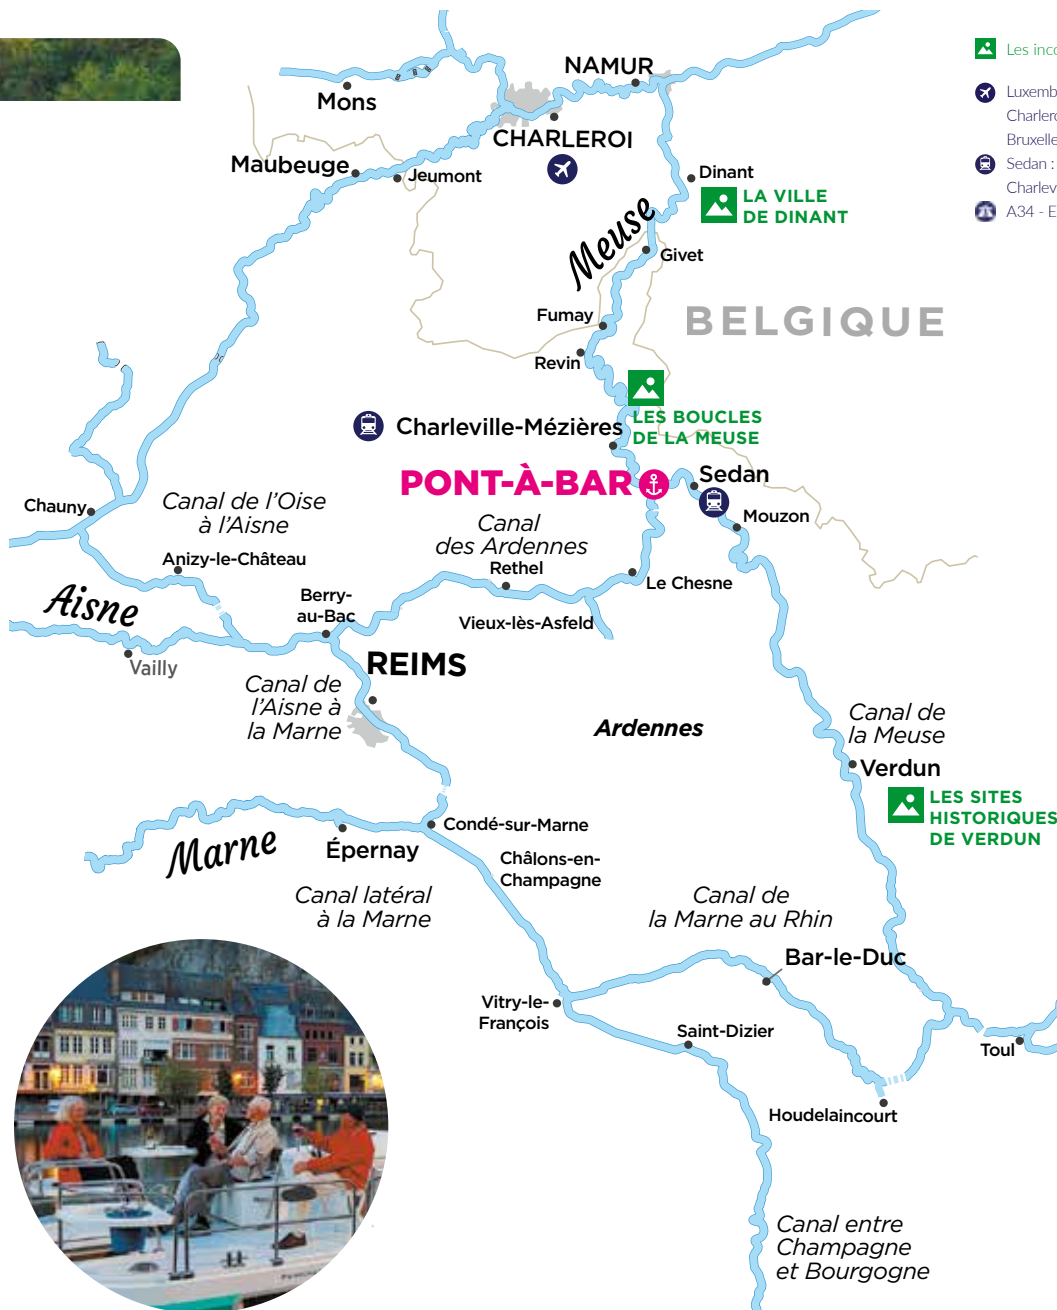 NAMUR
Mons
CHARLEROI
Maubeuge
Jeumont
Dinant
LA VILLE
DE DINANT
Meuse
Givet
Fumay
BELGIQUE
Revin
Charleville-Mézières
LES BOUCLES
DE LA MEUSE
PONT-À-BAR
Sedan
Mouzon
Chauny
Canal de l'Oise
à l'Aisne
Canal
des Ardennes
Anizy-le-Château
Rethel
Le Chesne
Aisne
Berry-
au-Bac
Vieux-lès-Asfeld
Vailly
REIMS
Canal de
l'Aisne à
la Marne
Ardennes
Canal de
la Meuse
Verdun
LES SITES
HISTORIQUES
DE VERDUN
Marne
Condé-sur-Marne
Épernay
Châlons-en-
Champagne
Canal latéral
à la Marne
Canal de
la Marne au Rhin
Bar-le-Duc
Vitry-le-
François
Saint-Dizier
Toul
Houdelaincourt
Canal entre
Champagne
et Bourgogne
Les
Sedan :
A34 - E